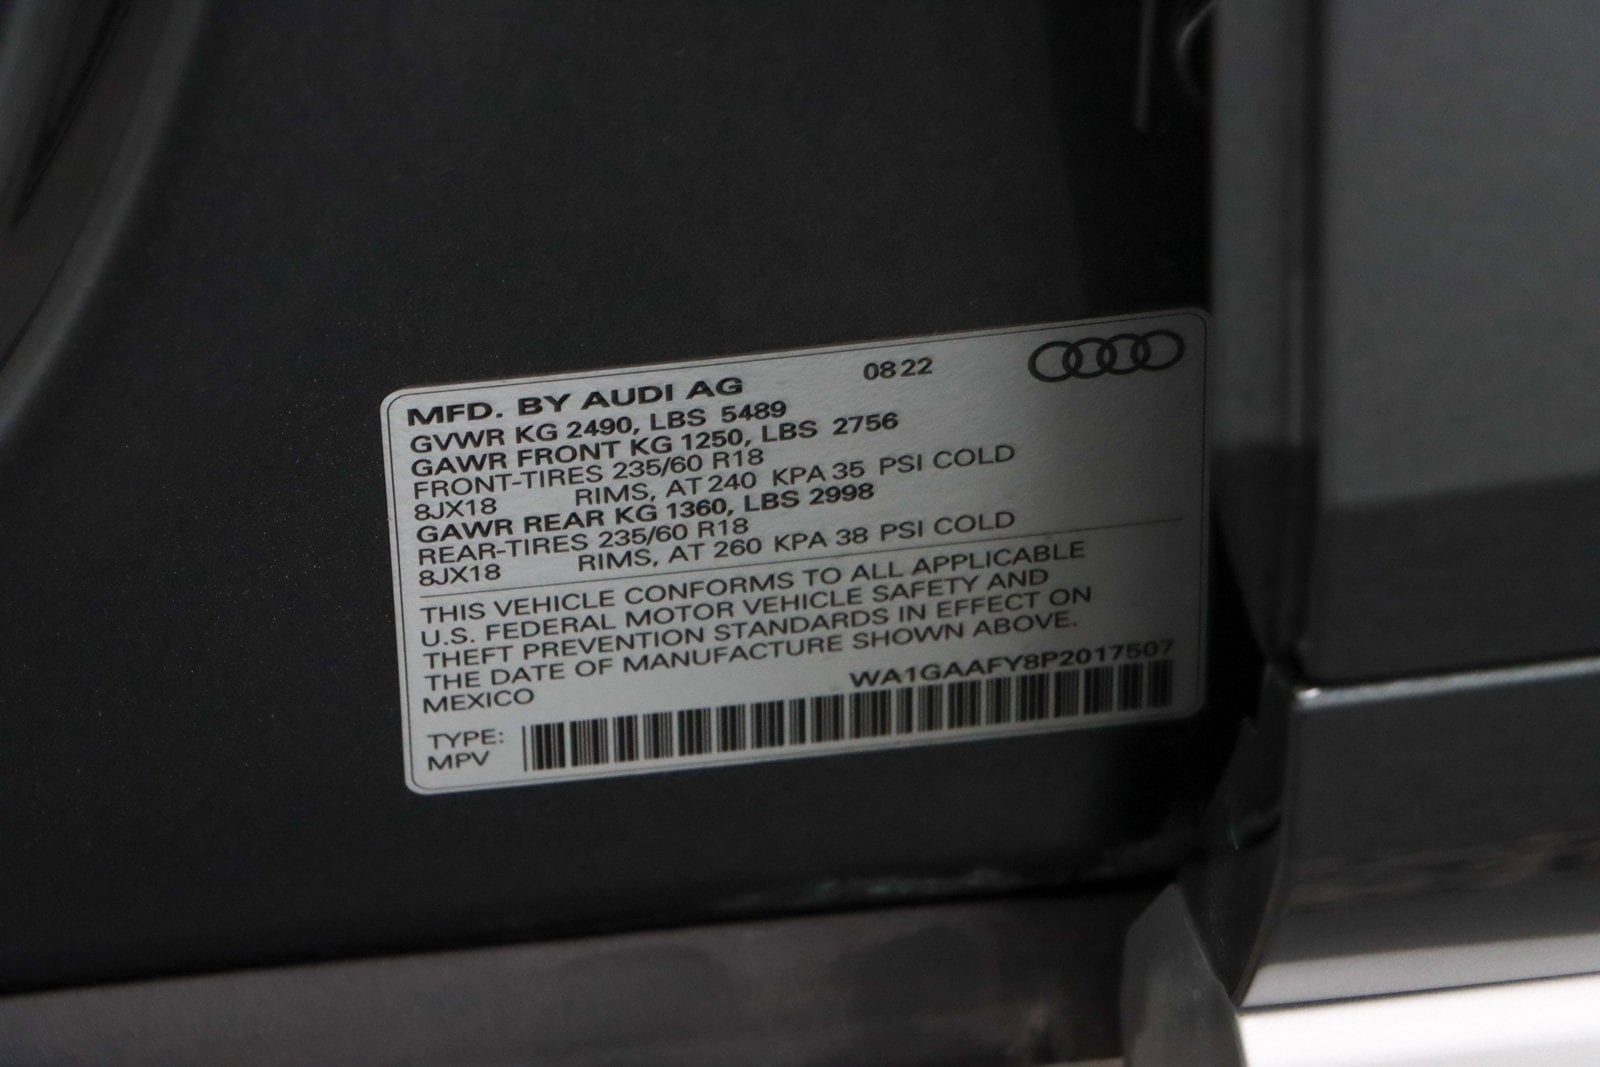 MFD. BY AUDI AG 0822
GVWR KG 2490, LBS 5489
GAWR FRONT KG 1250, LBS 2756
FRONT-TIRES 235/60 R18
8JX18 RIMS, AT 240 KPA 35 PSI COLD
GAWR REAR KG 1360, LBS 2998
REAR-TIRES 235/60 R18
8JX18 RIMS, AT 260 KPA 38 PSI COLD
THIS VEHICLE CONFORMS TO ALL APPLICABLE
U.S. FEDERAL MOTOR VEHICLE SAFETY AND
THEFT PREVENTION STANDARDS IN EFFECT ON
THE DATE OF MANUFACTURE SHOWN ABOVE.
MEXICO WA1GAAFY8P2017507
TYPE:
MPV